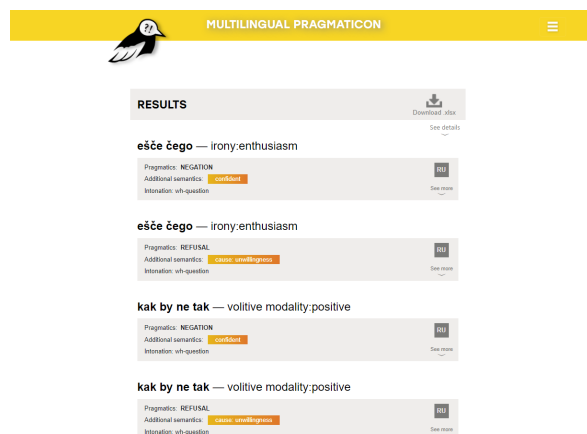 ?!
MULTILINGUAL PRAGMATICON
RESULTS
Download .xlsx
See details
ešče čego — irony:enthusiasm
Pragmatics: NEGATION
RU
Additional semantics: confident
Intonation: wh-question
See more
ešče čego — irony:enthusiasm
Pragmatics: REFUSAL
RU
Additional semantics: cause: unwillingness
Intonation: wh-question
See more
kak by ne tak — volitive modality:positive
Pragmatics: NEGATION
RU
Additional semantics: confident
Intonation: wh-question
See more
kak by ne tak — volitive modality:positive
Pragmatics: REFUSAL
RU
Additional semantics: cause: unwillingness
Intonation: wh-question
See more